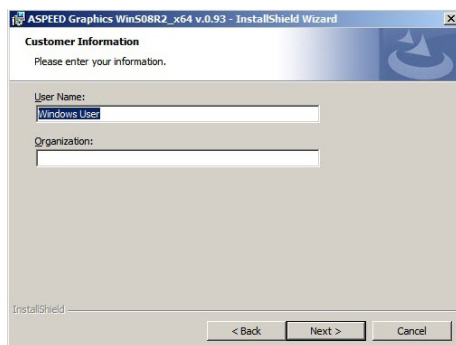 ASPEED Graphics WinS08R2_x64 v.0.93 - InstallShield Wizard
Customer Information
Please enter your information.
User Name:
Windows User
Organization:
InstallShield
< Back Next > Cancel